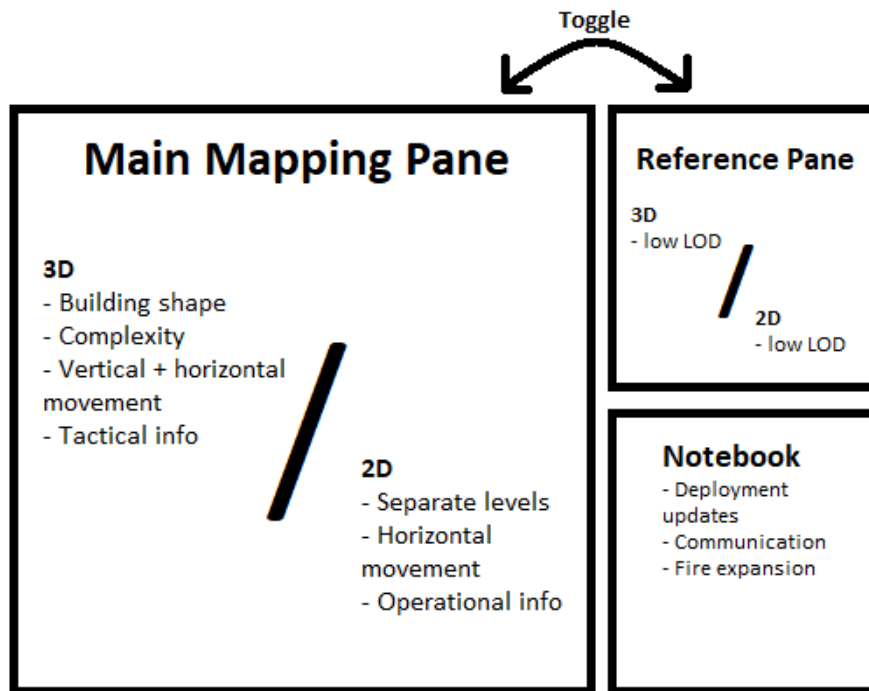 Toggle
Main Mapping Pane
3D
- Building shape
- Complexity
- Vertical + horizontal
movement
- Tactical info
2D
- Separate levels
- Horizontal
movement
- Operational info
Reference Pane
3D
- low LOD
2D
- low LOD
Notebook
- Deployment
updates
- Communication
- Fire expansion